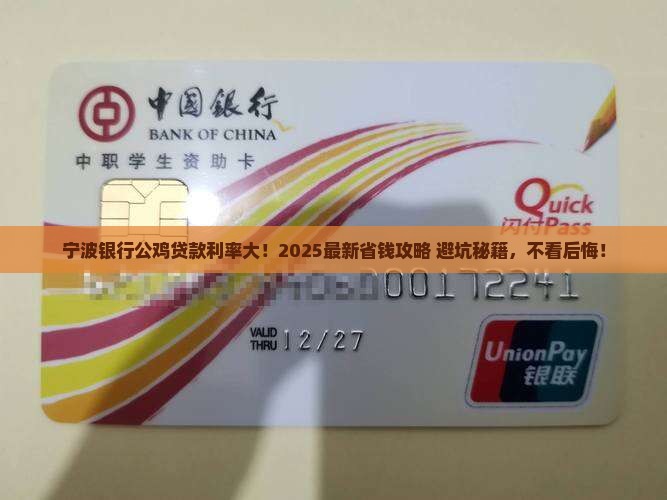 中国銀行
BANK OF CHINA
中职学生资助卡
Quick
闪付Pass
宁波银行公鸡贷款利率大！2025最新省钱攻略 避坑秘籍，不看后悔！
00172241
VALID
THRU 12/27
UnionPay
银联